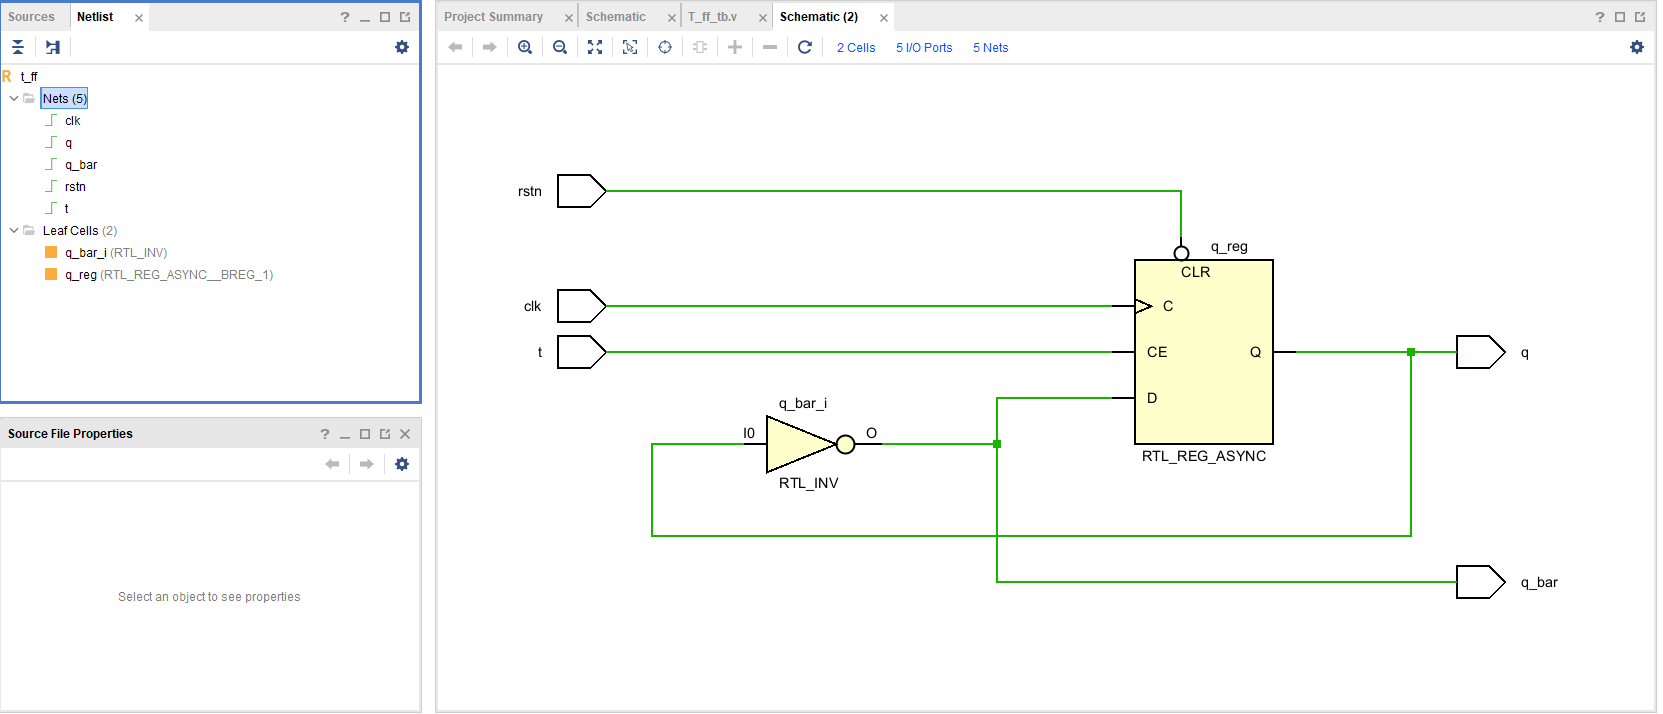 Sources
Netlist
?
R t_ff
Nets (5)
clk
q
q_bar
rstn
t
Leaf Cells (2)
q_bar_i (RTL_INV)
q_reg (RTL_REG_ASYNC__BREG_1)
Source File Properties
?
Select an object to see properties
Project Summary
Schematic
T_ff_tb.v
Schematic (2)
?
2 Cells
5 I/O Ports
5 Nets
rstn
q_reg
CLR
clk
C
t
CE
Q
q
D
q_bar_i
I0
O
RTL_REG_ASYNC
RTL_INV
q_bar